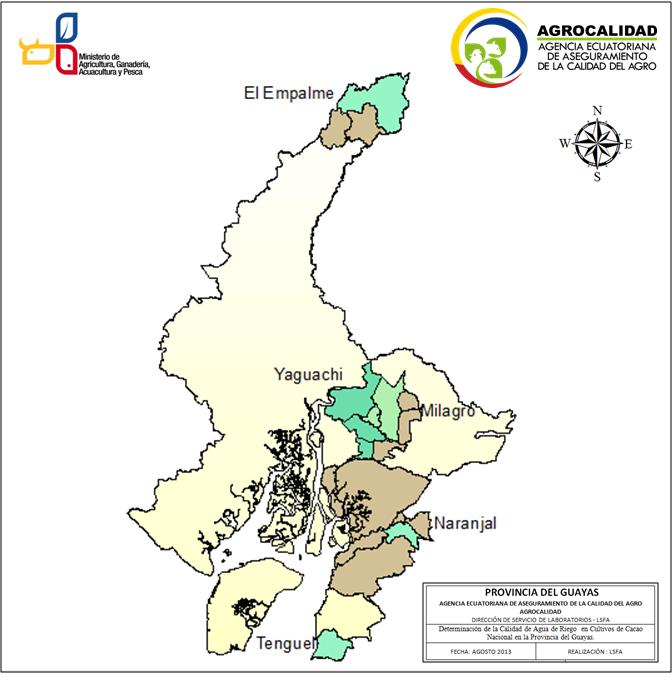 Ministerio de
Agricultura, Ganadería,
Acuacultura y Pesca
AGROCALIDAD
AGENCIA ECUATORIANA
DE ASEGURAMIENTO
DE LA CALIDAD DEL AGRO
El Empalme
N
W E
S
Yaguachi
Milagro
Naranjal
Tenguel
PROVINCIA DEL GUAYAS
AGENCIA ECUATORIANA DE ASEGURAMIENTO DE LA CALIDAD DEL AGRO
AGROCALIDAD
DIRECCIÓN DE SERVICIO DE LABORATORIOS - LSFA
Determinación de la Calidad de Agua de Riego en Cultivos de Cacao
Nacional en la Provincia del Guayas.
FECHA: AGOSTO 2013 REALIZACIÓN : LSFA